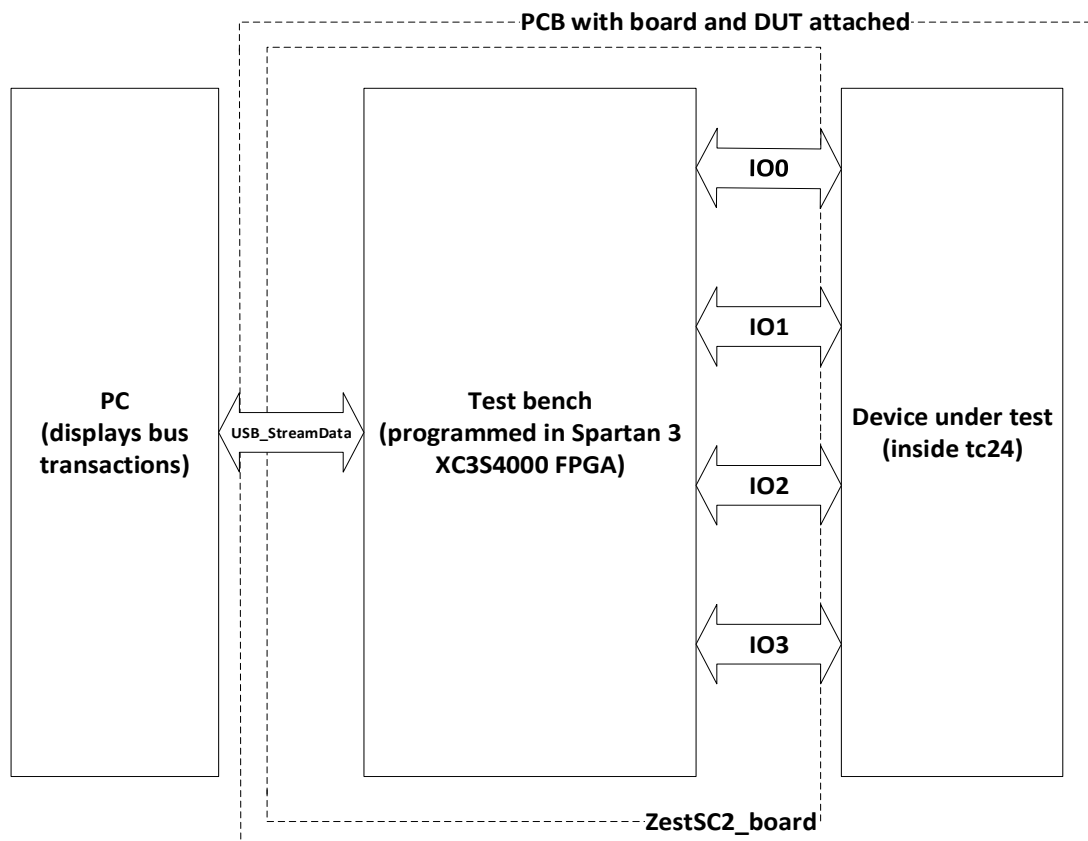 PCB with board and DUT attached
IO0
IO1
PC
(displays bus
transactions)
USB_StreamData
Test bench
(programmed in Spartan 3
XC3S4000 FPGA)
Device under test
(inside tc24)
IO2
IO3
ZestSC2_board